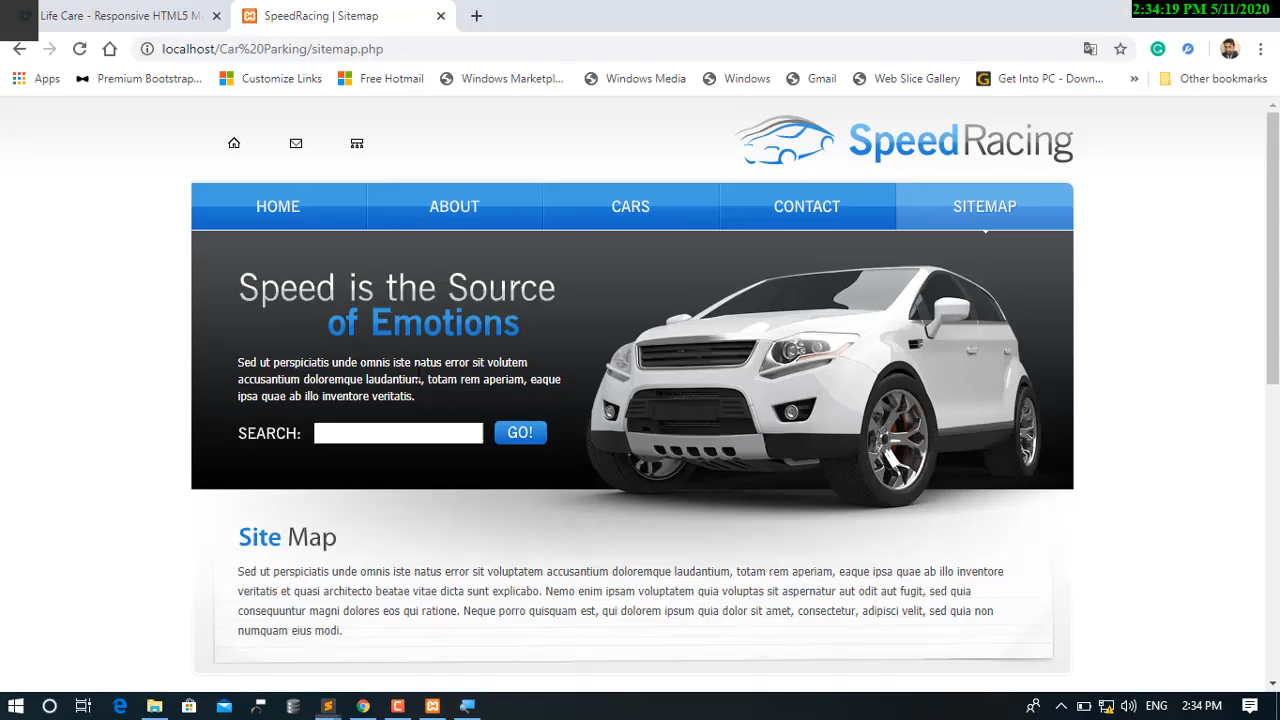 2:34:19 PM 5/11/2020
Life Care - Responsive HTML5 M
SpeedRacing | Sitemap
localhost/Car%20Parking/sitemap.php
Apps
Premium Bootstrap...
Customize Links
Free Hotmail
Windows Marketpl...
Windows Media
Windows
Gmail
Web Slice Gallery
Get Into PC - Down...
»
Other bookmarks
SpeedRacing
HOME
ABOUT
CARS
CONTACT
SITEMAP
Speed is the Source
of Emotions
Sed ut perspiciatis unde omnis iste natus error sit volutem
accusantium doloremque laudantium, totam rem aperiam, eaque
ipsa quae ab illo inventore veritatis.
SEARCH:
GO!
Site Map
Sed ut perspiciatis unde omnis iste natus error sit voluptatem accusantium doloremque laudantium, totam rem aperiam, eaque ipsa quae ab illo inventore
veritatis et quasi architecto beatae vitae dicta sunt explicabo. Nemo enim ipsam voluptatem quia voluptas sit aspernatur aut odit aut fugit, sed quia
consequuntur magni dolores eos qui ratione. Neque porro quisquam est, qui dolorem ipsum quia dolor sit amet, consectetur, adipisci velit, sed quia non
numquam eius modi.
ENG
2:34 PM